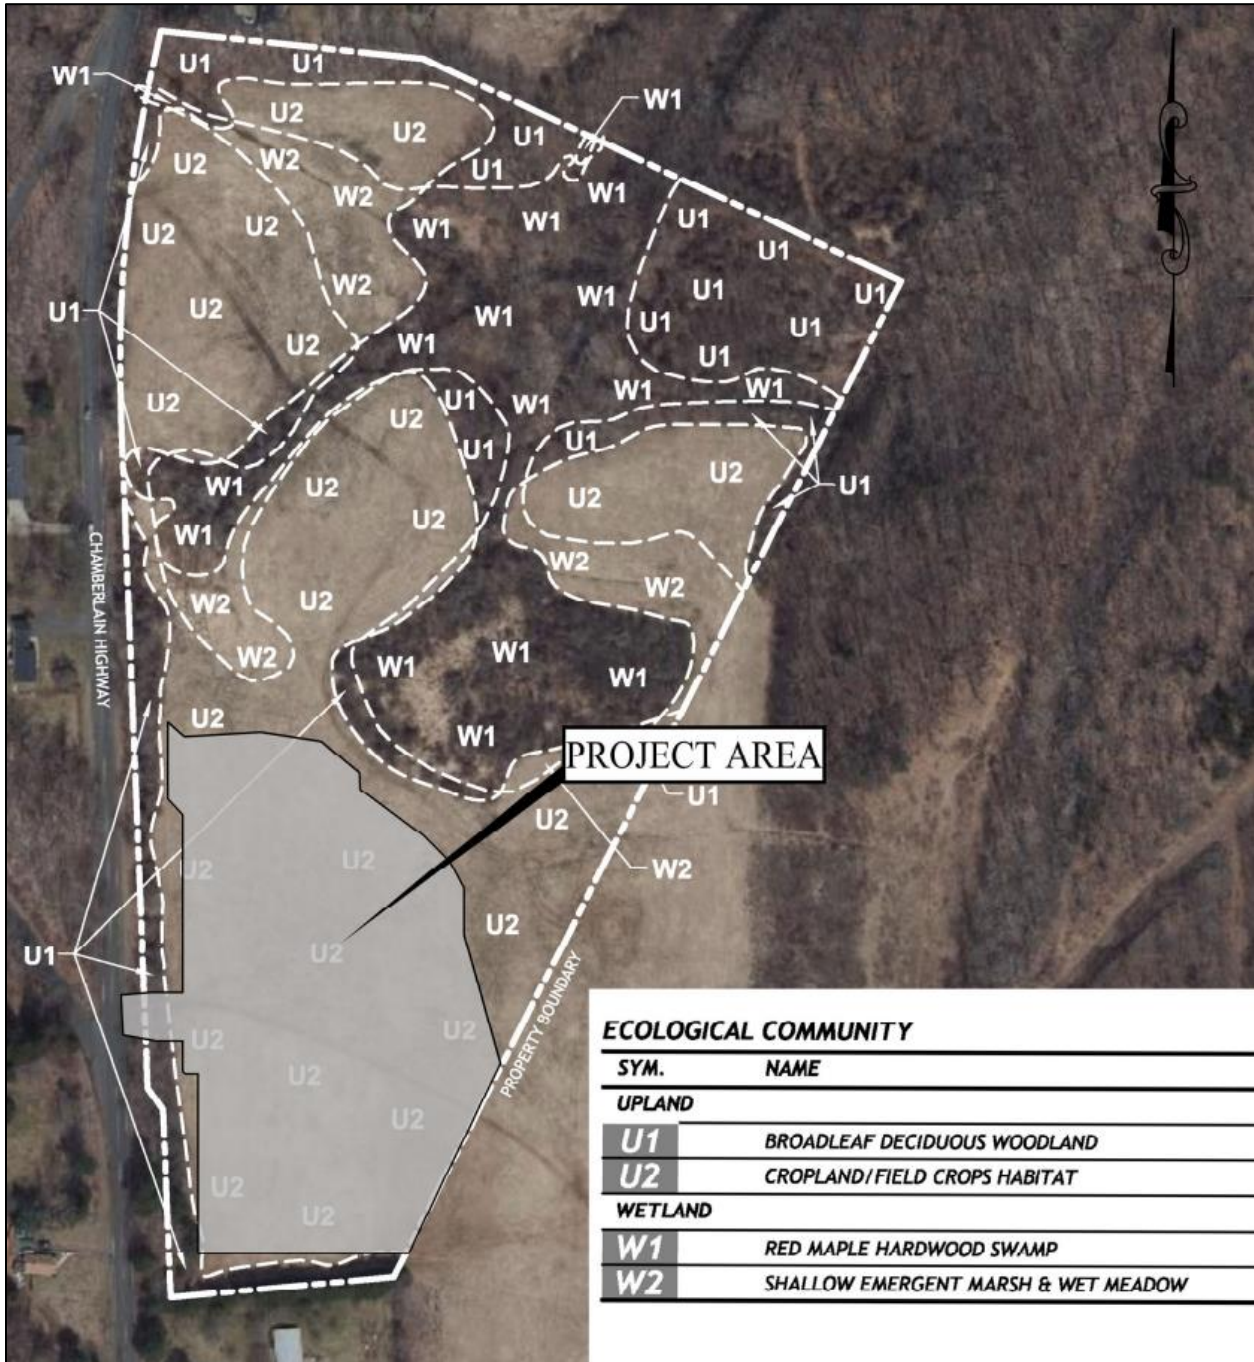 U1
U1
W1
W1
U2
U2
U1
U1
W2
U2
W2
W1
U1
W1
W1
U2
U2
U1
W2
U1
U1
W1
U2
U1
W1
U1
U1
U2
W1
U1
W1
W1
U2
U2
U1
W1
U1
U1
U2
W1
U2
U1
U2
U2
W1
U2
W2
W2
U2
W2
W1
W2
W1
W1
U2
W1
PROJECT AREA
U1
U2
U2
U2
W2
U2
U2
U1
U2
U2
U2
U2
U2
U2
CHAMBERLAIN HIGHWAY
PROPERTY BOUNDARY
ECOLOGICAL COMMUNITY
SYM. NAME
UPLAND
U1 BROADLEAF DECIDUOUS WOODLAND
U2 CROPLAND/FIELD CROPS HABITAT
WETLAND
W1 RED MAPLE HARDWOOD SWAMP
W2 SHALLOW EMERGENT MARSH & WET MEADOW